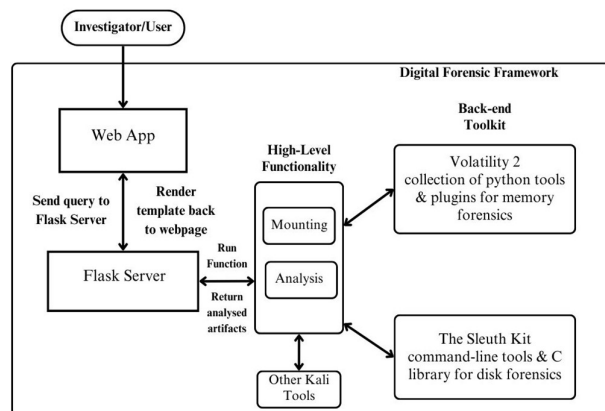 Investigator/User
Digital Forensic Framework
Web App
Send query to
Flask Server
Render
template back
to webpage
Flask Server
Run
Function
Return
analysed
artifacts
High-Level
Functionality
Mounting
Analysis
Other Kali
Tools
Back-end
Toolkit
Volatility 2
collection of python tools
& plugins for memory
forensics
The Sleuth Kit
command-line tools & C
library for disk forensics